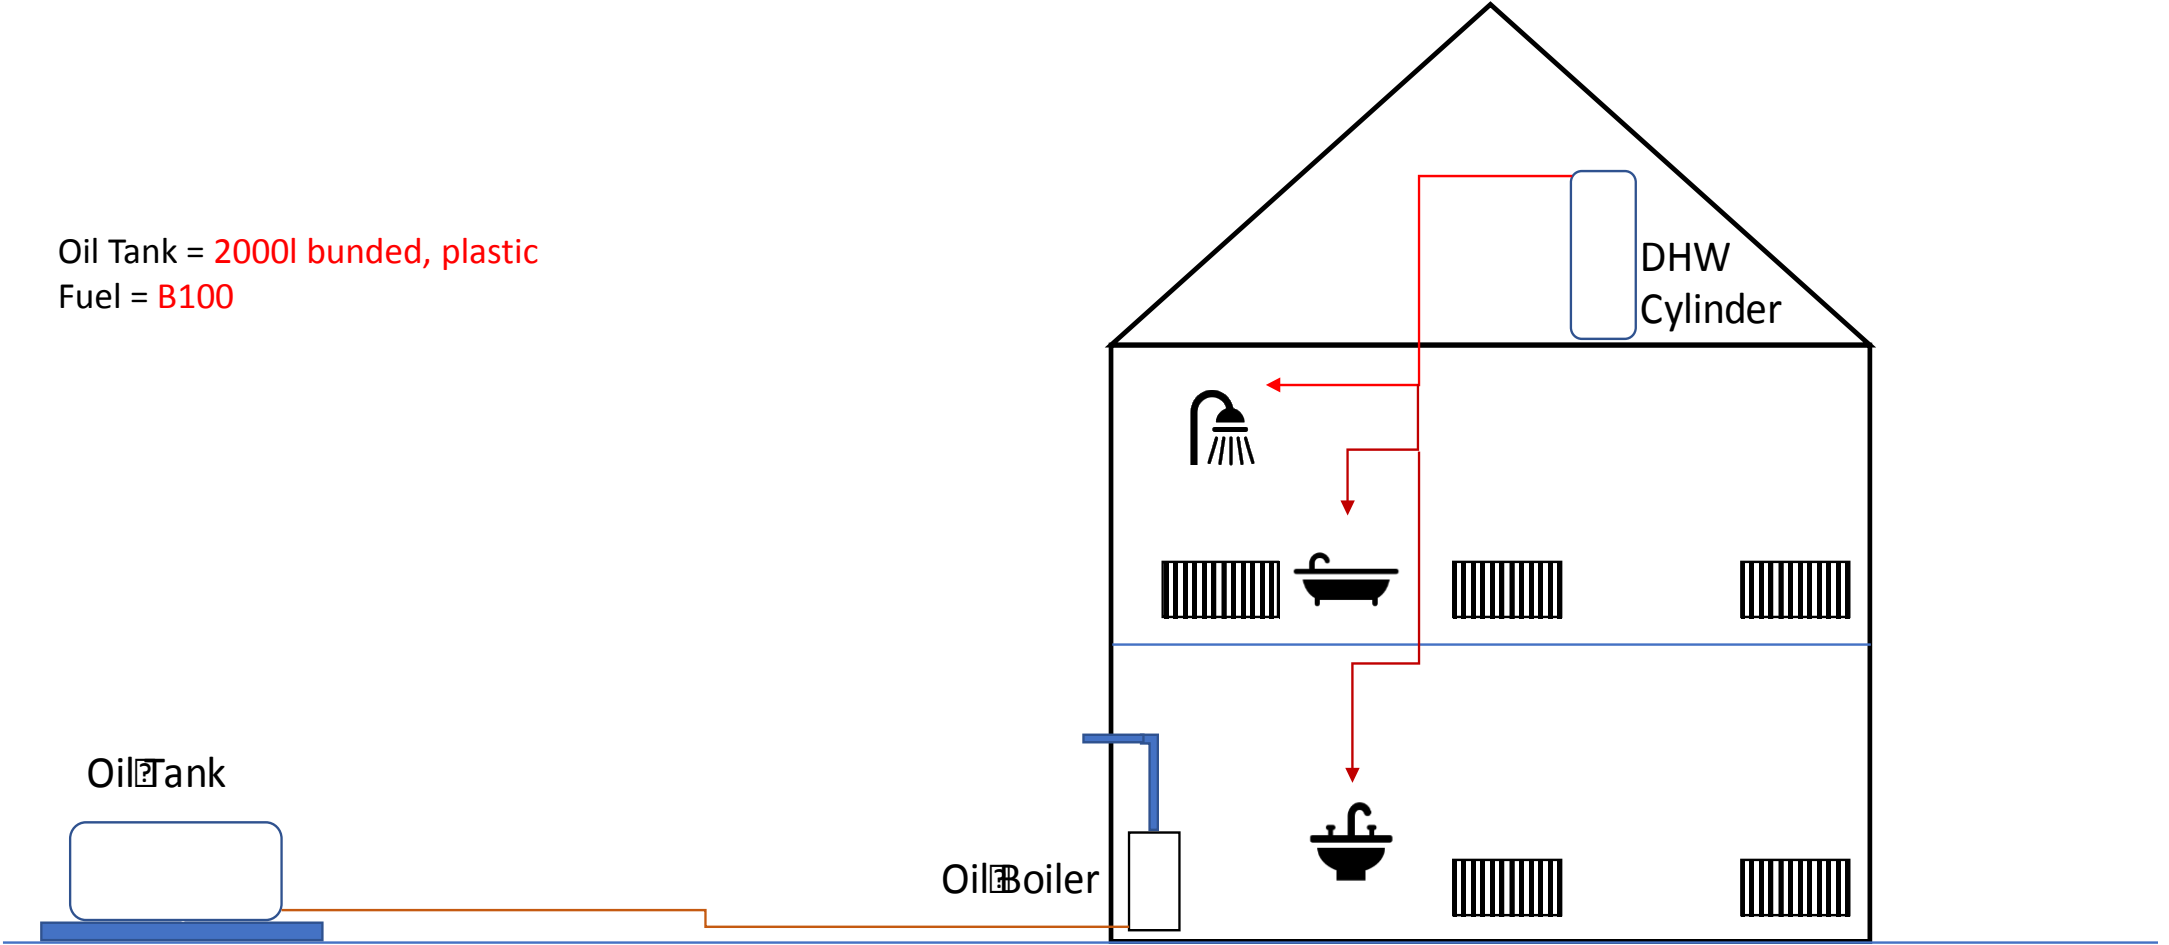 Oil Tank = 2000l bunded, plastic
Fuel = B100
DHW
Cylinder
Oil Tank
Oil Boiler